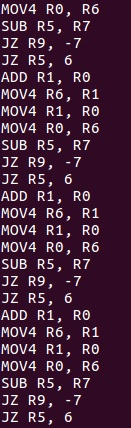 MOV4 R0, R6
SUB R5, R7
JZ R9, -7
JZ R5, 6
ADD R1, R0
MOV4 R6, R1
MOV4 R1, R0
MOV4 R0, R6
SUB R5, R7
JZ R9, -7
JZ R5, 6
ADD R1, R0
MOV4 R6, R1
MOV4 R1, R0
MOV4 R0, R6
SUB R5, R7
JZ R9, -7
JZ R5, 6
ADD R1, R0
MOV4 R6, R1
MOV4 R1, R0
MOV4 R0, R6
SUB R5, R7
JZ R9, -7
JZ R5, 6